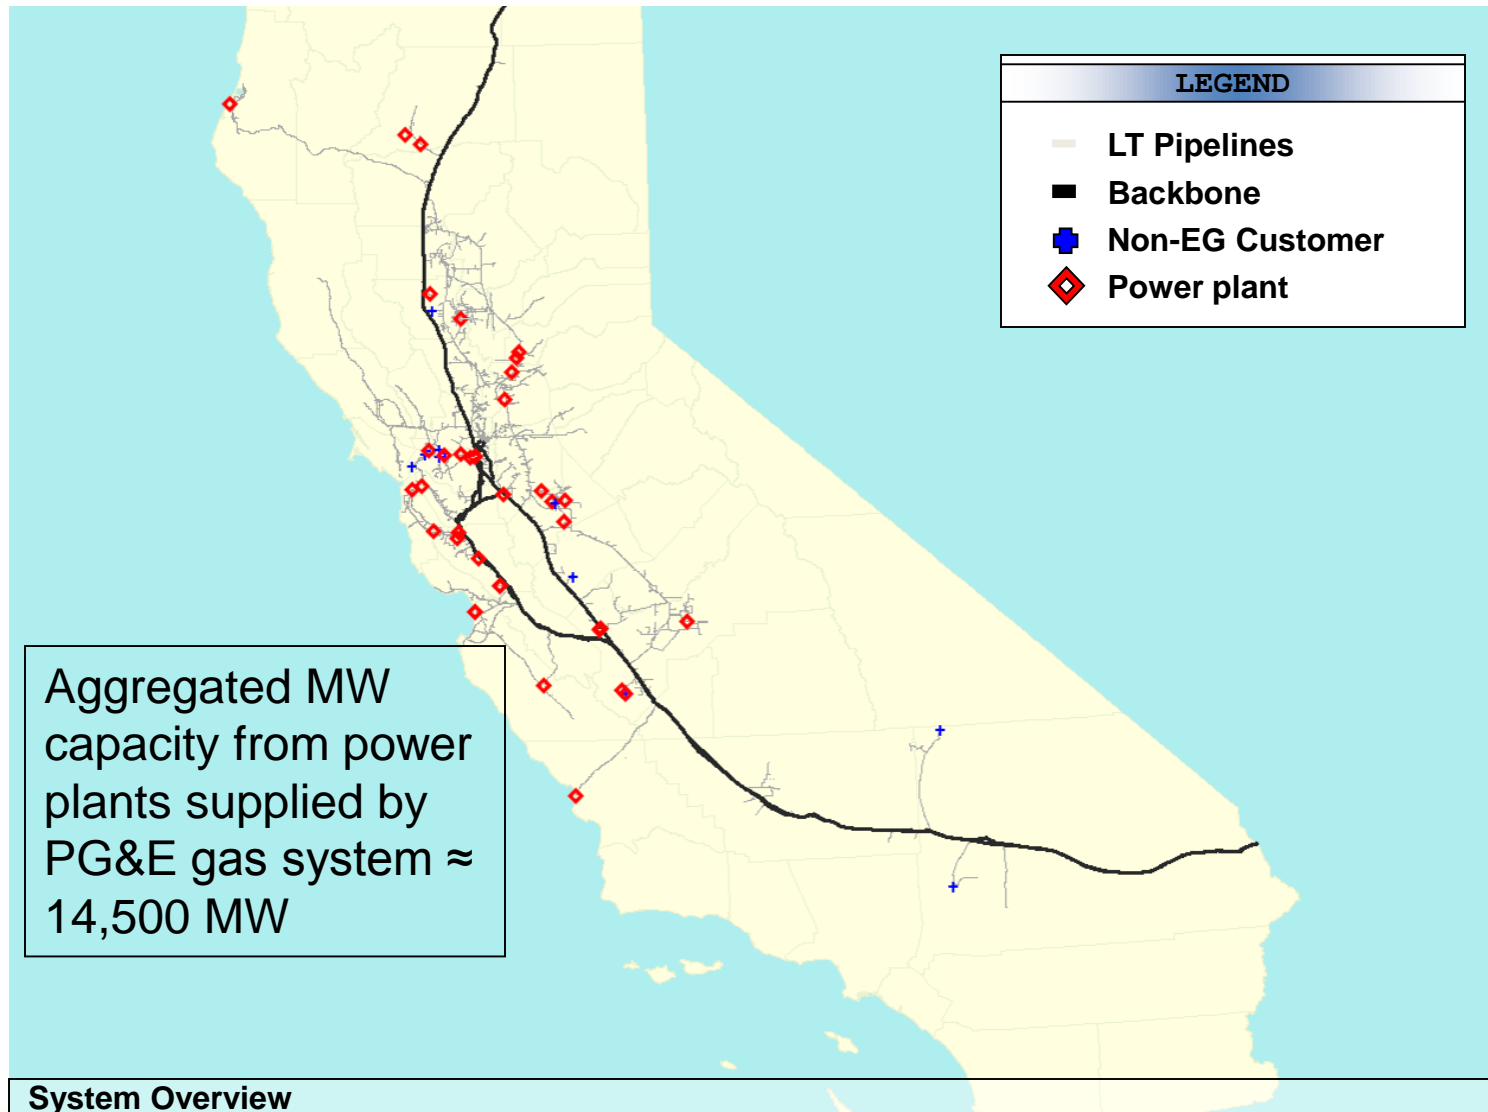 LEGEND
LT Pipelines
Backbone
Non-EG Customer
Power plant
Aggregated MW
capacity from power
plants supplied by
PG&E gas system ≈
14,500 MW
System Overview